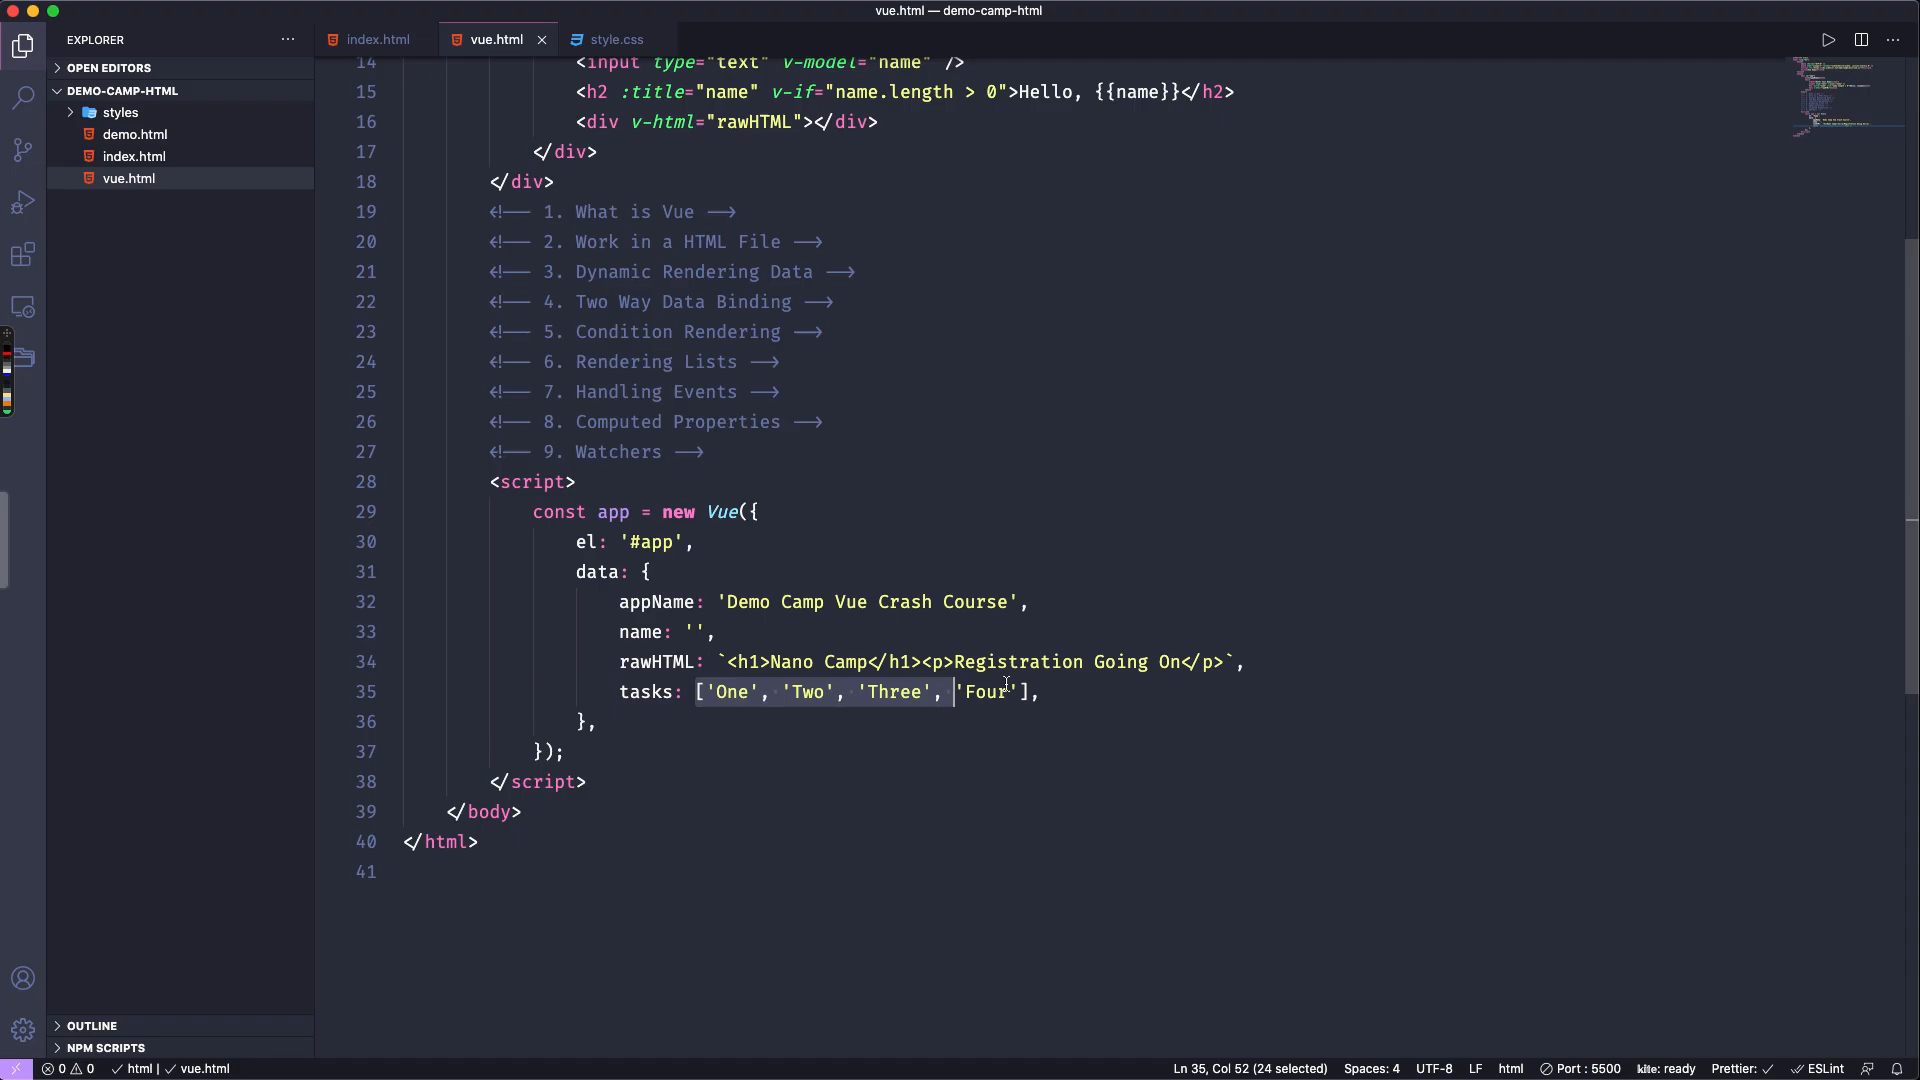 vue.html — demo-camp-html
EXPLORER
index.html
vue.html
style.css
OPEN EDITORS
DEMO-CAMP-HTML
styles
demo.html
index.html
vue.html
14 <input type="text" v-model="name" />
15 <h2 :title="name" v-if="name.length > 0">Hello, {{name}}</h2>
16 <div v-html="rawHTML"></div>
17 </div>
18 </div>
19 <!-- 1. What is Vue -->
20 <!-- 2. Work in a HTML File -->
21 <!-- 3. Dynamic Rendering Data -->
22 <!-- 4. Two Way Data Binding -->
23 <!-- 5. Condition Rendering -->
24 <!-- 6. Rendering Lists -->
25 <!-- 7. Handling Events -->
26 <!-- 8. Computed Properties -->
27 <!-- 9. Watchers -->
28 <script>
29 const app = new Vue({
30 el: '#app',
31 data: {
32 appName: 'Demo Camp Vue Crash Course',
33 name: '',
34 rawHTML: `<h1>Nano Camp</h1><p>Registration Going On</p>`,
35 tasks: ['One', 'Two', 'Three', 'Four'],
36 },
37 });
38 </script>
39 </body>
40 </html>
41
OUTLINE
NPM SCRIPTS
0 0 html | vue.html Ln 35, Col 52 (24 selected) Spaces: 4 UTF-8 LF html Port : 5500 kite: ready Prettier: ESLint